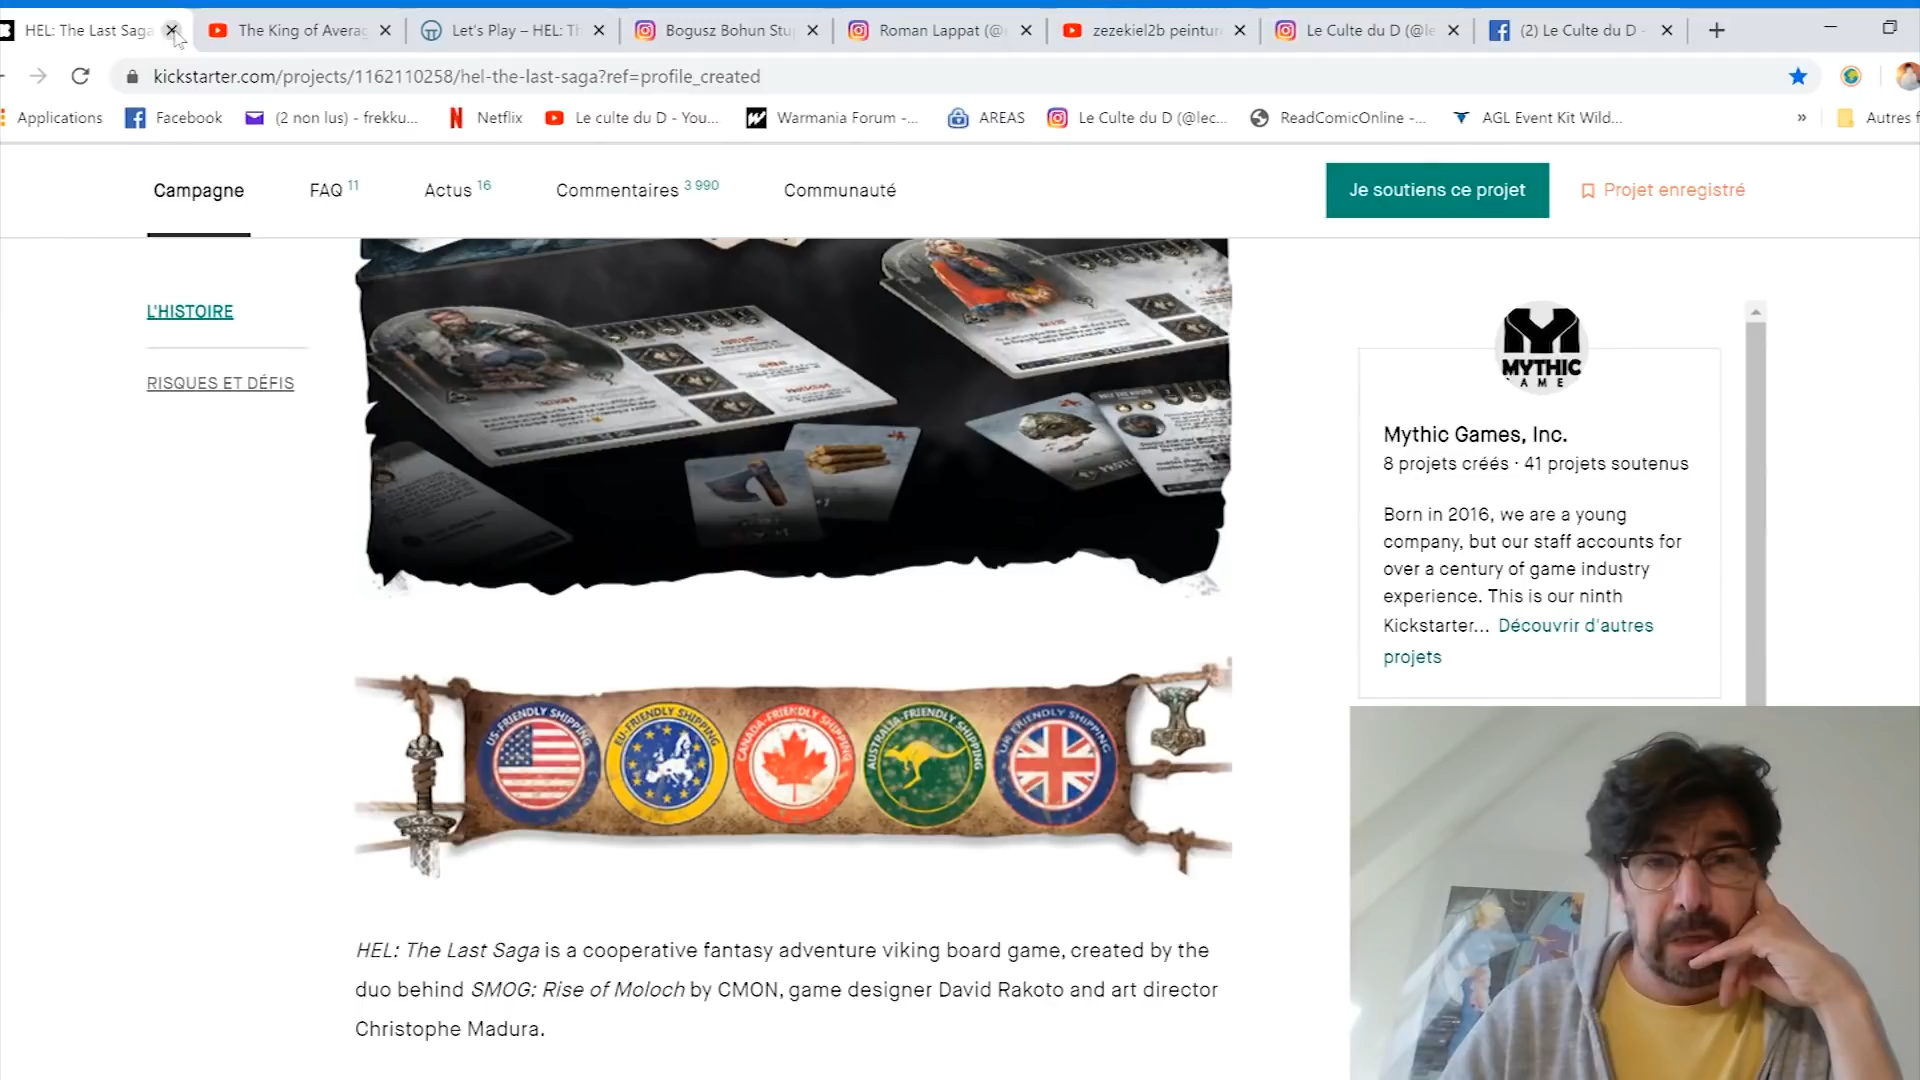 HEL: The Last Saga
The King of Averag
Let's Play – HEL: Th
Bogusz Bohun Stu
Roman Lappat (@
zezekiel2b peintur
Le Culte du D (@le
(2) Le Culte du D -
kickstarter.com/projects/1162110258/hel-the-last-saga?ref=profile_created
Applications
Facebook
(2 non lus) - frekku...
Netflix
Le culte du D - You...
Warmania Forum -...
AREAS
Le Culte du D (@lec...
ReadComicOnline -...
AGL Event Kit Wild...
»
Autres f
Campagne
FAQ 11
Actus 16
Commentaires 3 990
Communauté
Je soutiens ce projet
Projet enregistré
L'HISTOIRE
RISQUES ET DÉFIS
MYTHIC
GAME
Mythic Games, Inc.
8 projets créés · 41 projets soutenus
Born in 2016, we are a young
company, but our staff accounts for
over a century of game industry
experience. This is our ninth
Kickstarter... Découvrir d'autres
projets
US-FRIENDLY SHIPPING
EU-FRIENDLY SHIPPING
CANADA-FRIENDLY SHIPPING
AUSTRALIA-FRIENDLY SHIPPING
UK-FRIENDLY SHIPPING
HEL: The Last Saga is a cooperative fantasy adventure viking board game, created by the
duo behind SMOG: Rise of Moloch by CMON, game designer David Rakoto and art director
Christophe Madura.